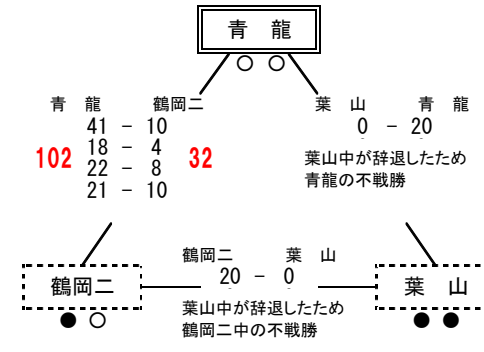 青　龍
○ ○
青　龍　　　鶴岡二
41 － 10
18 － 4
22 － 8
21 － 10
102　32
葉　山　　　青　龍
0 － 20
葉山中が辞退したため
青龍の不戦勝
鶴岡二　　　葉　山
20 － 0
葉山中が辞退したため
鶴岡二中の不戦勝
鶴岡二
● ○
葉　山
● ●